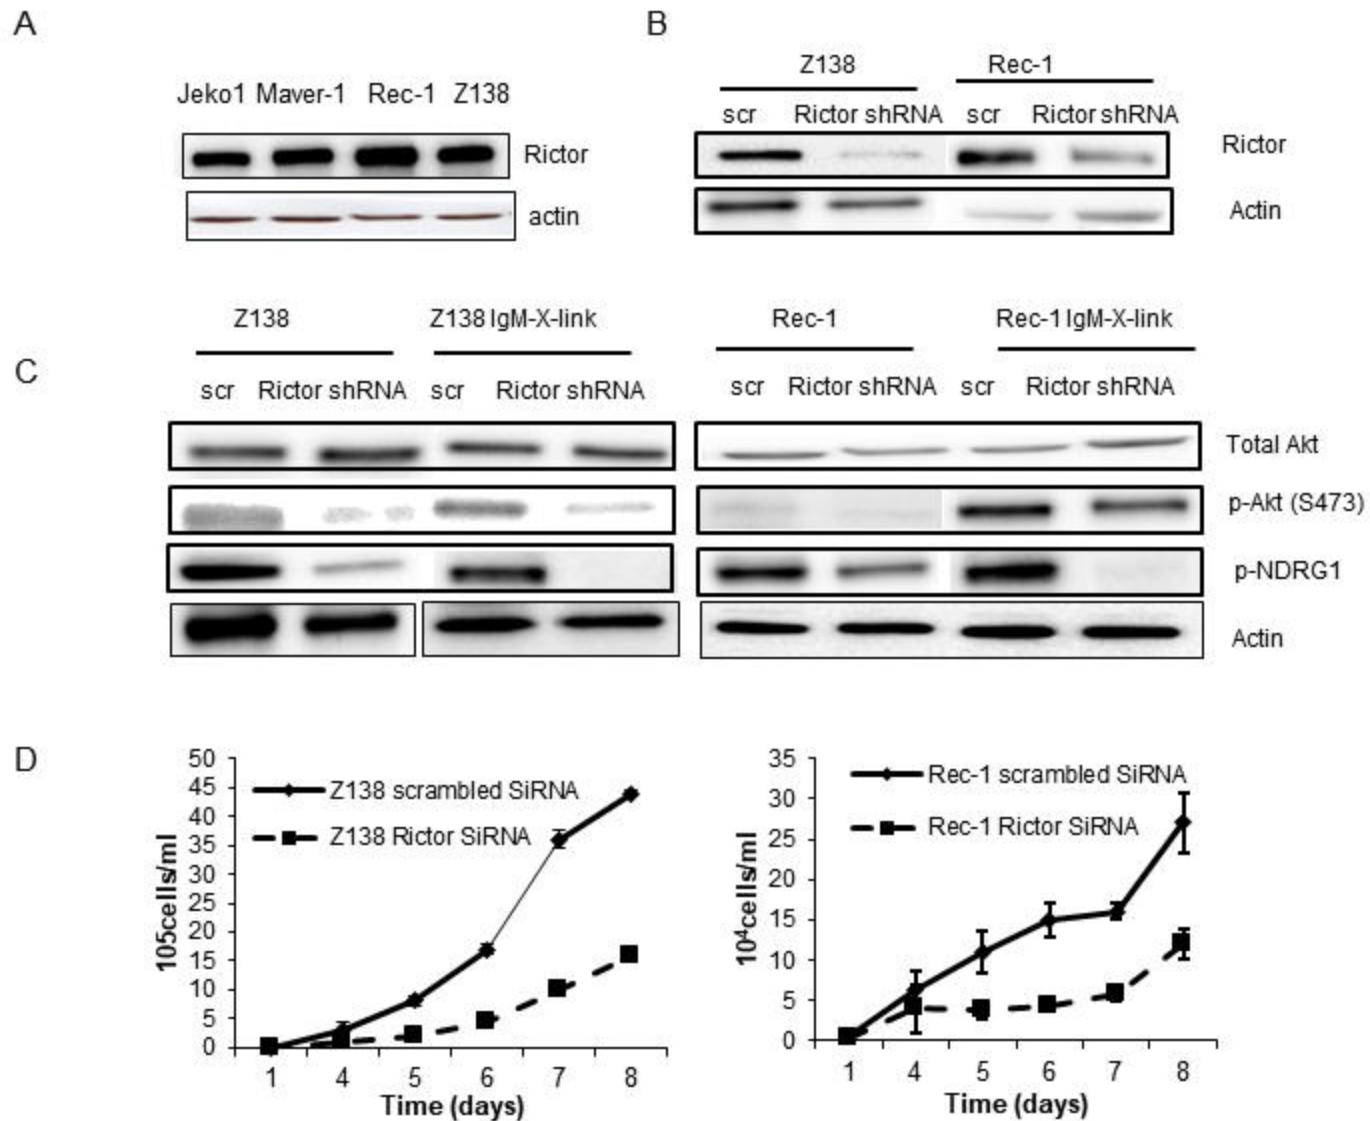 A
Jeko1 Maver-1 Rec-1 Z138
Rictor
actin
B
Z138 Rec-1
scr Rictor shRNA scr Rictor shRNA
Rictor
Actin
C
Z138 Z138 IgM-X-link Rec-1 Rec-1 IgM-X-link
scr Rictor shRNA scr Rictor shRNA scr Rictor shRNA scr Rictor shRNA
Total Akt
p-Akt (S473)
p-NDRG1
Actin
D
50
45
40
35
30
25
20
15
10
5
0
105cells/ml
Z138 scrambled SiRNA
Z138 Rictor SiRNA
1 4 5 6 7 8
Time (days)
35
30
25
20
15
10
5
0
10⁴cells/ml
Rec-1 scrambled SiRNA
Rec-1 Rictor SiRNA
1 4 5 6 7 8
Time (days)